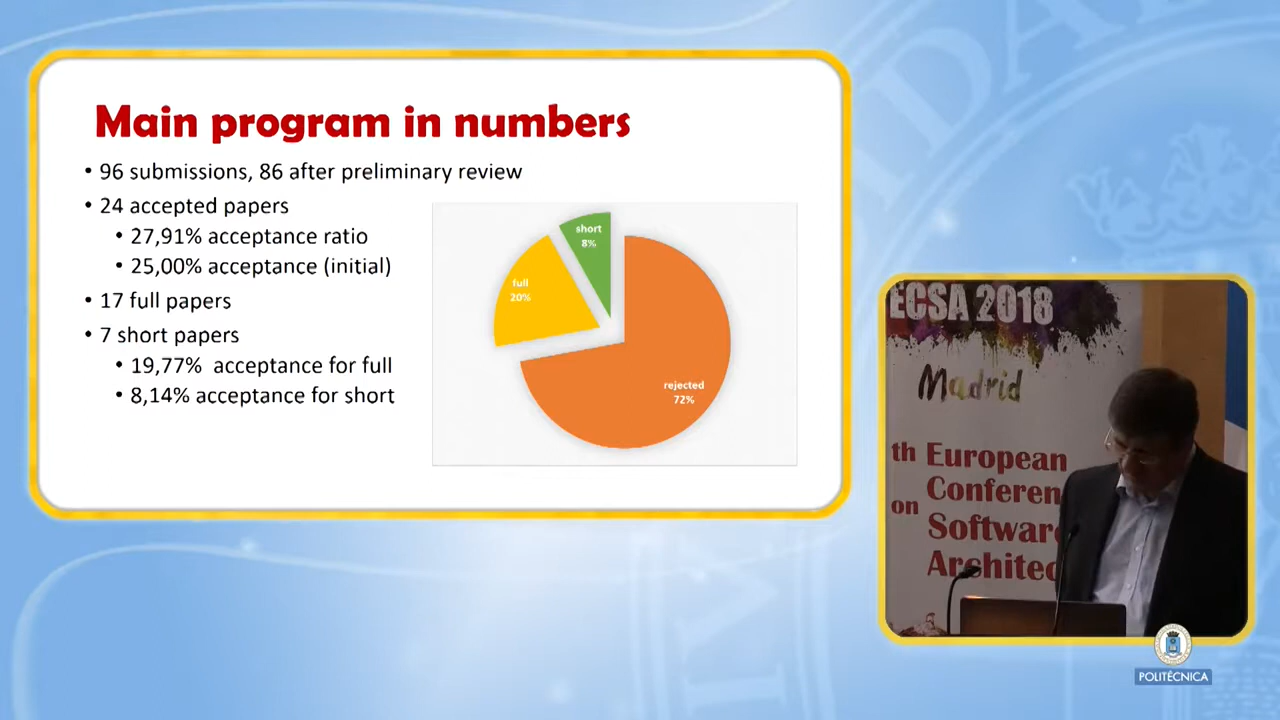 Main program in numbers
• 96 submissions, 86 after preliminary review
• 24 accepted papers
• 27,91% acceptance ratio
• 25,00% acceptance (initial)
• 17 full papers
• 7 short papers
• 19,77% acceptance for full
• 8,14% acceptance for short
short
8%
full
20%
rejected
72%
ECSA 2018
Madrid
th European
Conferen
on Software
Architec
POLITÉCNICA